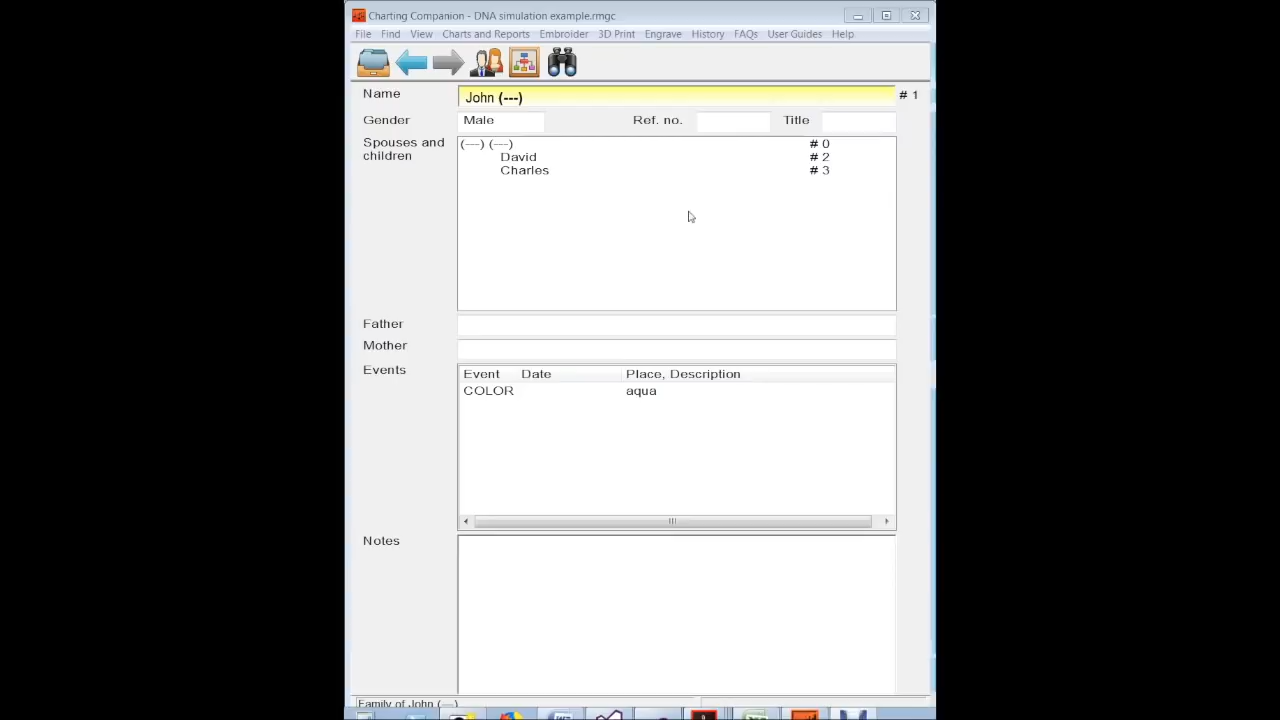 Charting Companion - DNA simulation example.rmgc
File Find View Charts and Reports Embroider 3D Print Engrave History FAQs User Guides Help
Name John (---) # 1
Gender Male Ref. no. Title
Spouses and children
(---) (---) # 0
David # 2
Charles # 3
Father
Mother
Events
Event Date Place, Description
COLOR aqua
Notes
Family of John (---)